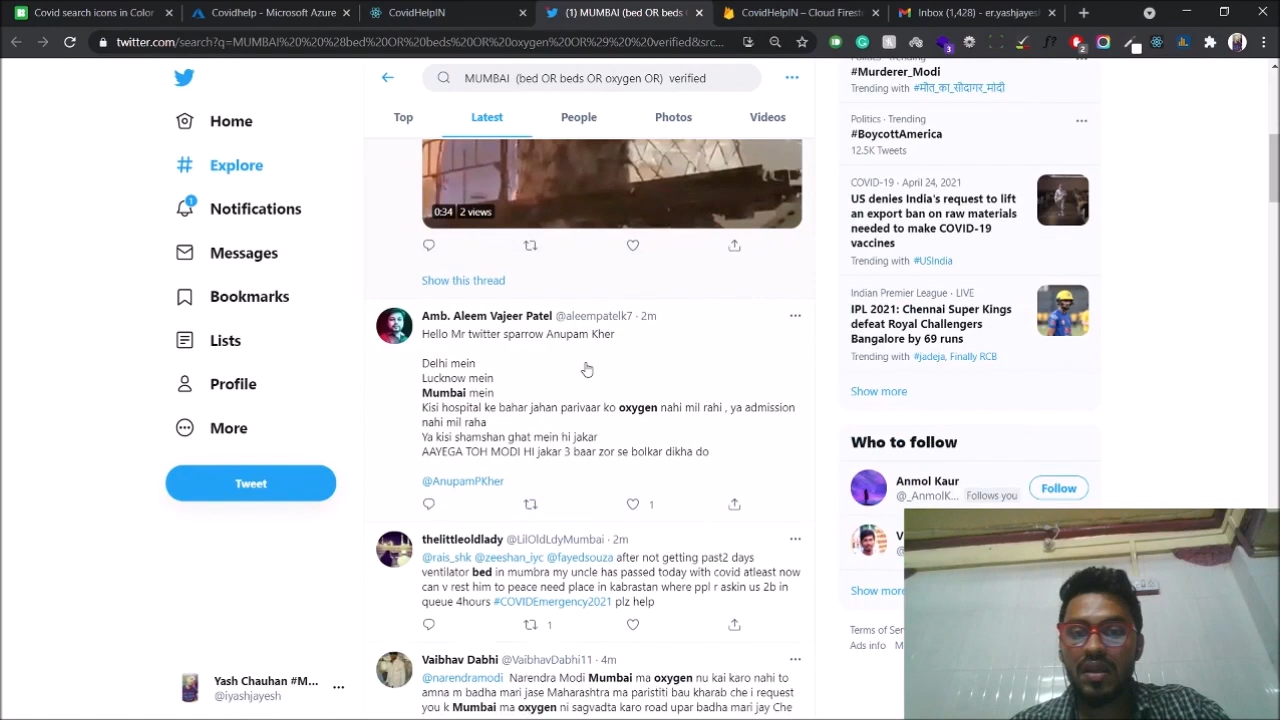 Covid search icons in Color
Covidhelp - Microsoft Azure
CovidHelpIN
(1) MUMBAI (bed OR beds
CovidHelpIN – Cloud Firest
Inbox (1,428) - er.yashjayesh
twitter.com/search?q=MUMBAI%20%20%28bed%20OR%20beds%20OR%20oxygen%20OR%29%20%20verified&src...
MUMBAI (bed OR beds OR oxygen OR) verified
Top
Latest
People
Photos
Videos
Home
Explore
1
Notifications
Messages
Bookmarks
Lists
Profile
More
Tweet
Yash Chauhan #M...
@iyashjayesh
0:34
2 views
Show this thread
Amb. Aleem Vajeer Patel @aleempatelk7 · 2m
Hello Mr twitter sparrow Anupam Kher
Delhi mein
Lucknow mein
Mumbai mein
Kisi hospital ke bahar jahan parivaar ko oxygen nahi mil rahi , ya admission
nahi mil raha
Ya kisi shamshan ghat mein hi jakar
AAYEGA TOH MODI HI jakar 3 baar zor se bolkar dikha do
@AnupamPKher
1
thelittleoldlady @LilOldLdyMumbai · 2m
@rais_shk @zeeshan_iyc @fayedsouza after not getting past2 days
ventilator bed in mumbra my uncle has passed today with covid atleast now
can v rest him to peace need place in kabrastan where ppl r askin us 2b in
queue 4hours #COVIDEmergency2021 plz help
1
Vaibhav Dabhi @VaibhavDabhi11 · 4m
@narendramodi Narendra Modi Mumbai ma oxygen nu kai karo nahi to
amna m badha mari jase Maharashtra ma paristiti bau kharab che i request
you k Mumbai ma oxygen ni sagvadta karo road upar badha mari jay Che
Politics · Trending
#Murderer_Modi
Trending with #मौत_का_सौदागर_मोदी
Politics · Trending
#BoycottAmerica
12.5K Tweets
COVID-19 · April 24, 2021
US denies India's request to lift
an export ban on raw materials
needed to make COVID-19
vaccines
Trending with #USIndia
Indian Premier League · LIVE
IPL 2021: Chennai Super Kings
defeat Royal Challengers
Bangalore by 69 runs
Trending with #jadeja, Finally RCB
Show more
Who to follow
Anmol Kaur
@_AnmolK... Follows you
Follow
Show more
Terms of Ser
Ads info